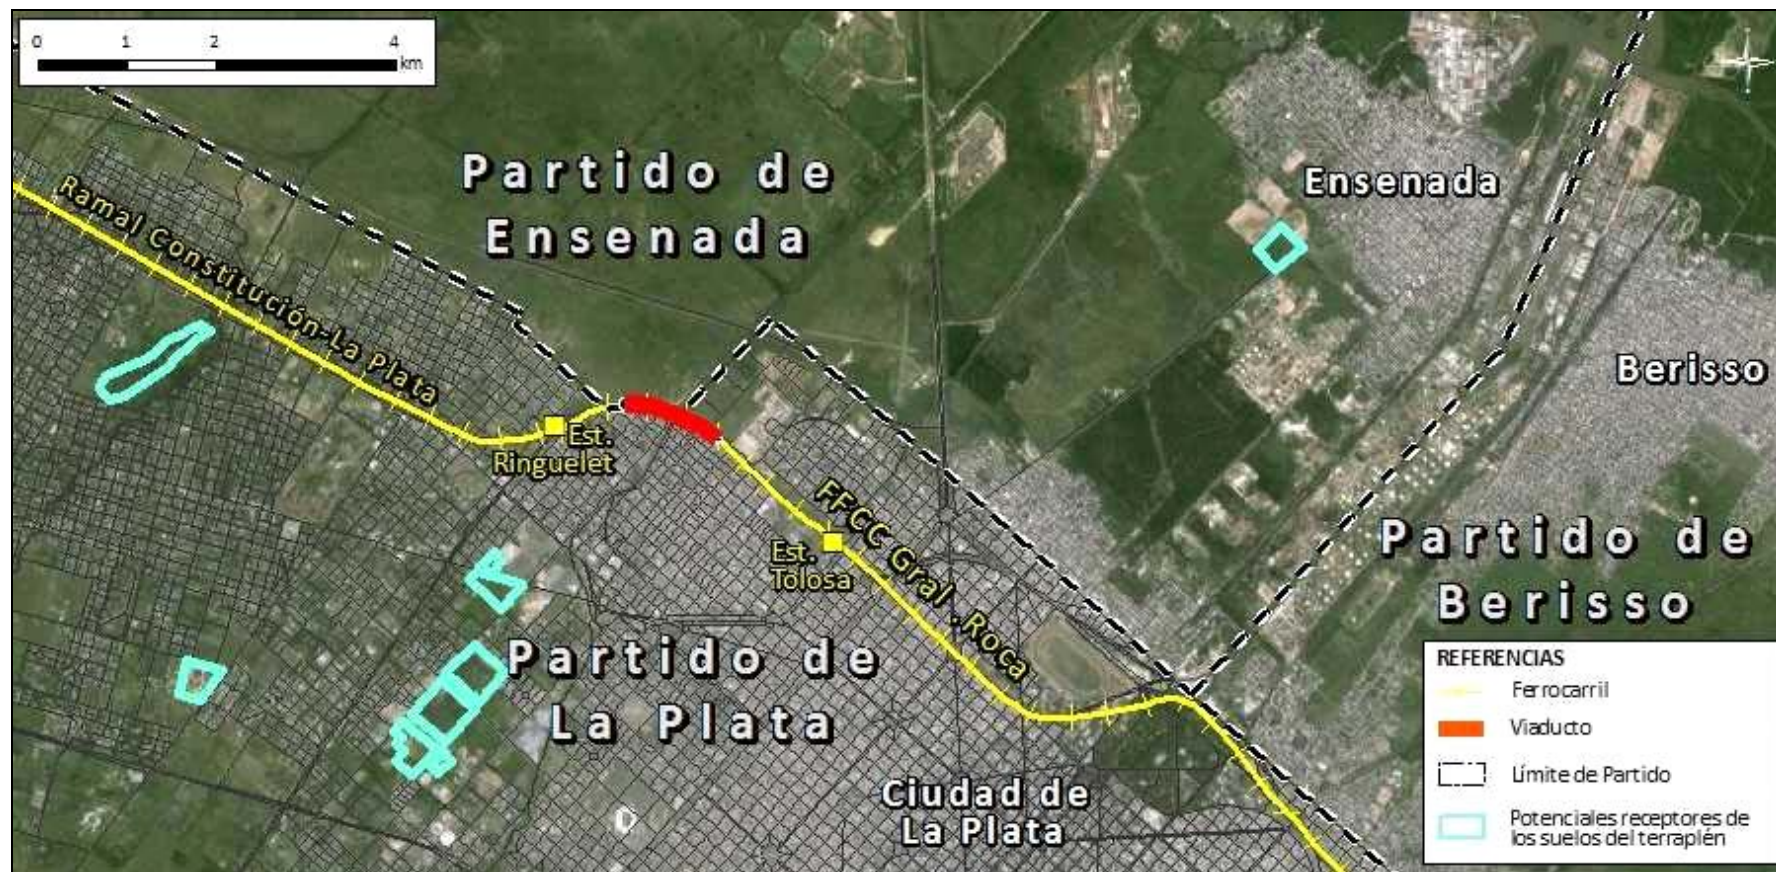 0 1 2 4
km
Partido de
Ensenada
Ensenada
Ramal Constitución-La Plata
Berisso
Est.
Ringuelet
FFCC Gral. Roca
Est.
Tolosa
Partido de
Berisso
Partido de
La Plata
Ciudad de
La Plata
REFERENCIAS
Ferrocarril
Viaducto
Límite de Partido
Potenciales receptores de
los suelos del terraplén